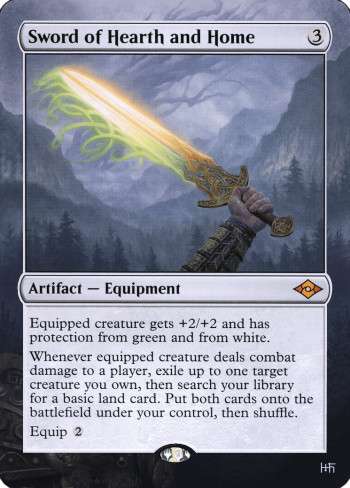 Sword of Hearth and Home 3
Artifact — Equipment
Equipped creature gets +2/+2 and has
protection from green and from white.
Whenever equipped creature deals combat
damage to a player, exile up to one target
creature you own, then search your library
for a basic land card. Put both cards onto the
battlefield under your control, then shuffle.
Equip 2